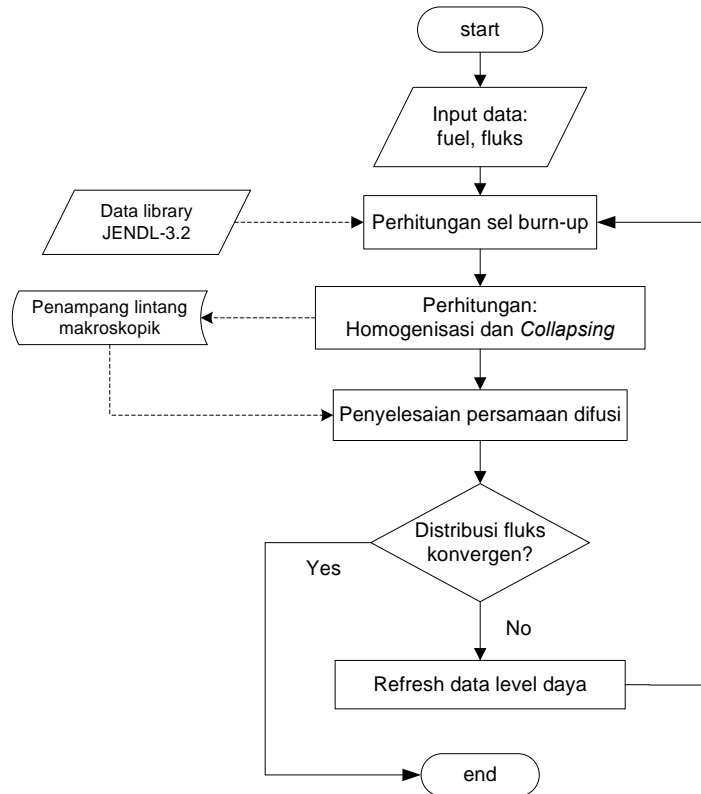 start
Input data:
fuel, fluks
Data library
JENDL-3.2
Perhitungan sel burn-up
Penampang lintang
makroskopik
Perhitungan:
Homogenisasi dan Collapsing
Penyelesaian persamaan difusi
Distribusi fluks
konvergen?
Yes
No
Refresh data level daya
end